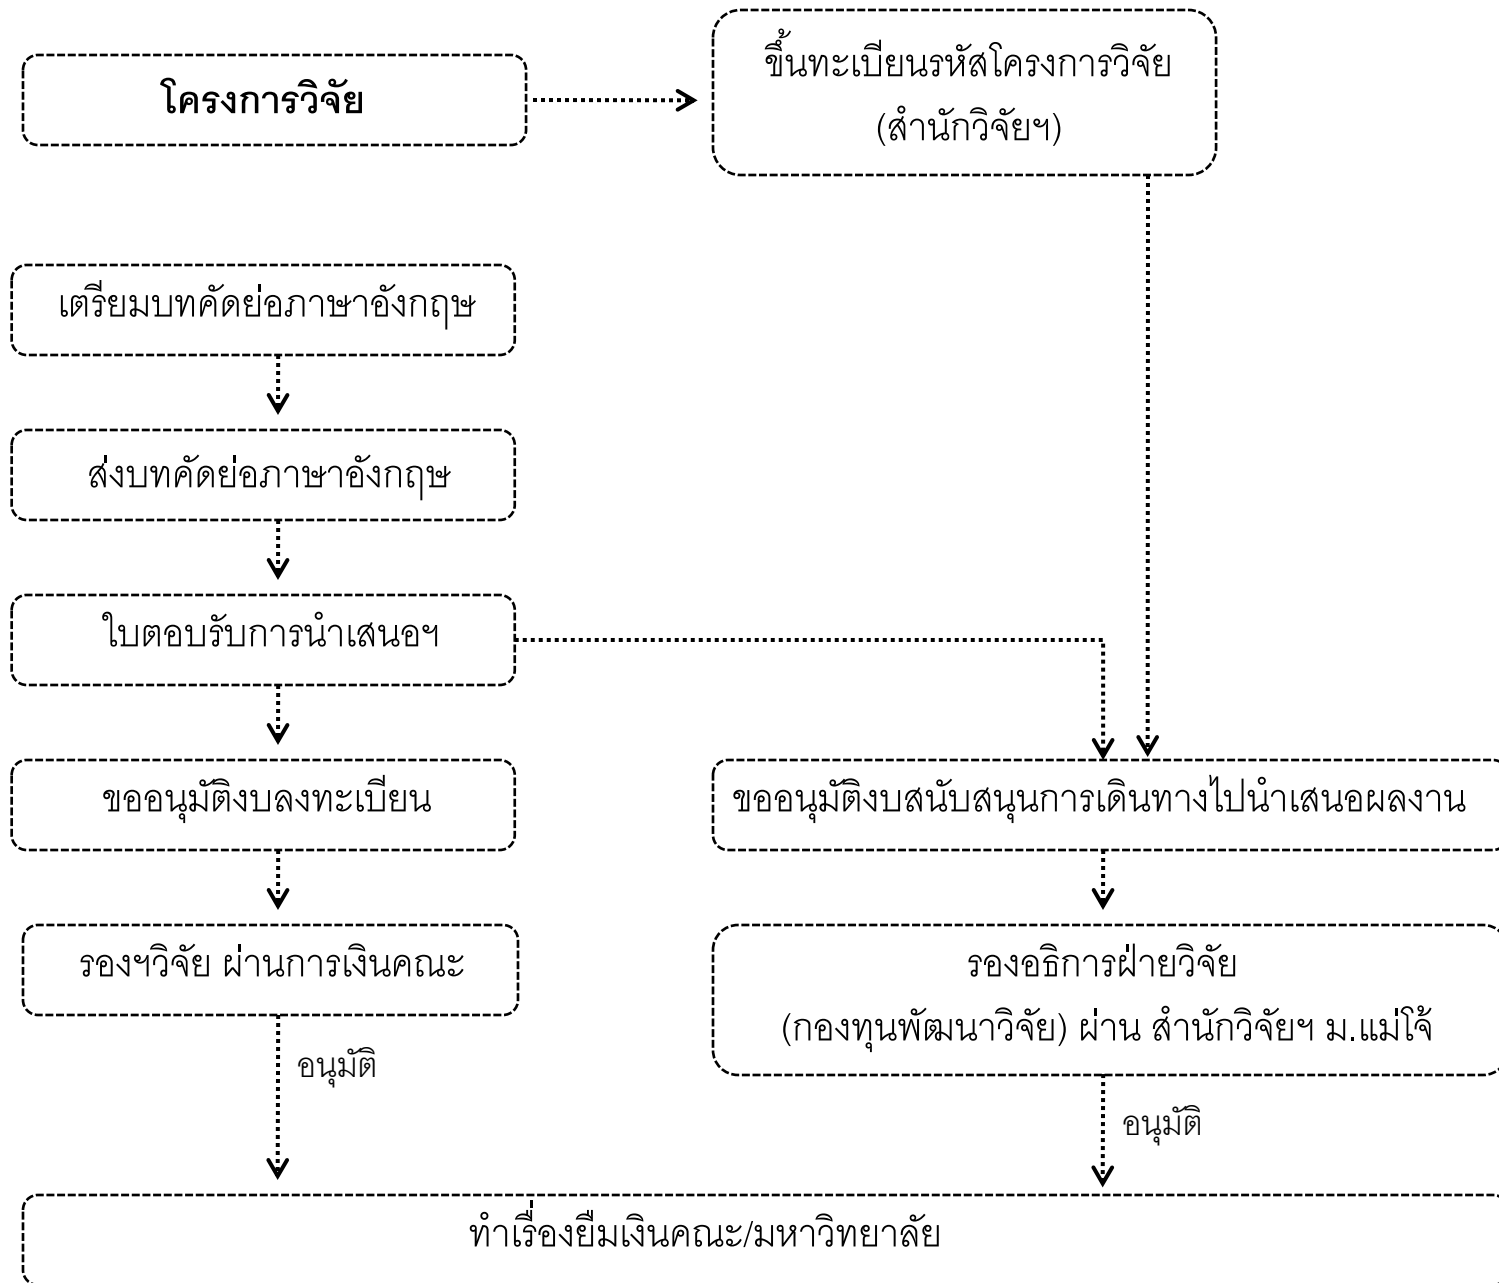 โครงการวิจัย
ขึ้นทะเบียนรหัสโครงการวิจัย
(สำนักวิจัยฯ)
เตรียมบทคัดย่อภาษาอังกฤษ
ส่งบทคัดย่อภาษาอังกฤษ
ใบตอบรับการนำเสนอฯ
ขออนุมัติงบลงทะเบียน
ขออนุมัติงบสนับสนุนการเดินทางไปนำเสนอผลงาน
รองฯวิจัย ผ่านการเงินคณะ
รองอธิการฝ่ายวิจัย
(กองทุนพัฒนาวิจัย) ผ่าน สำนักวิจัยฯ ม.แม่โจ้
อนุมัติ
อนุมัติ
ทำเรื่องยืมเงินคณะ/มหาวิทยาลัย